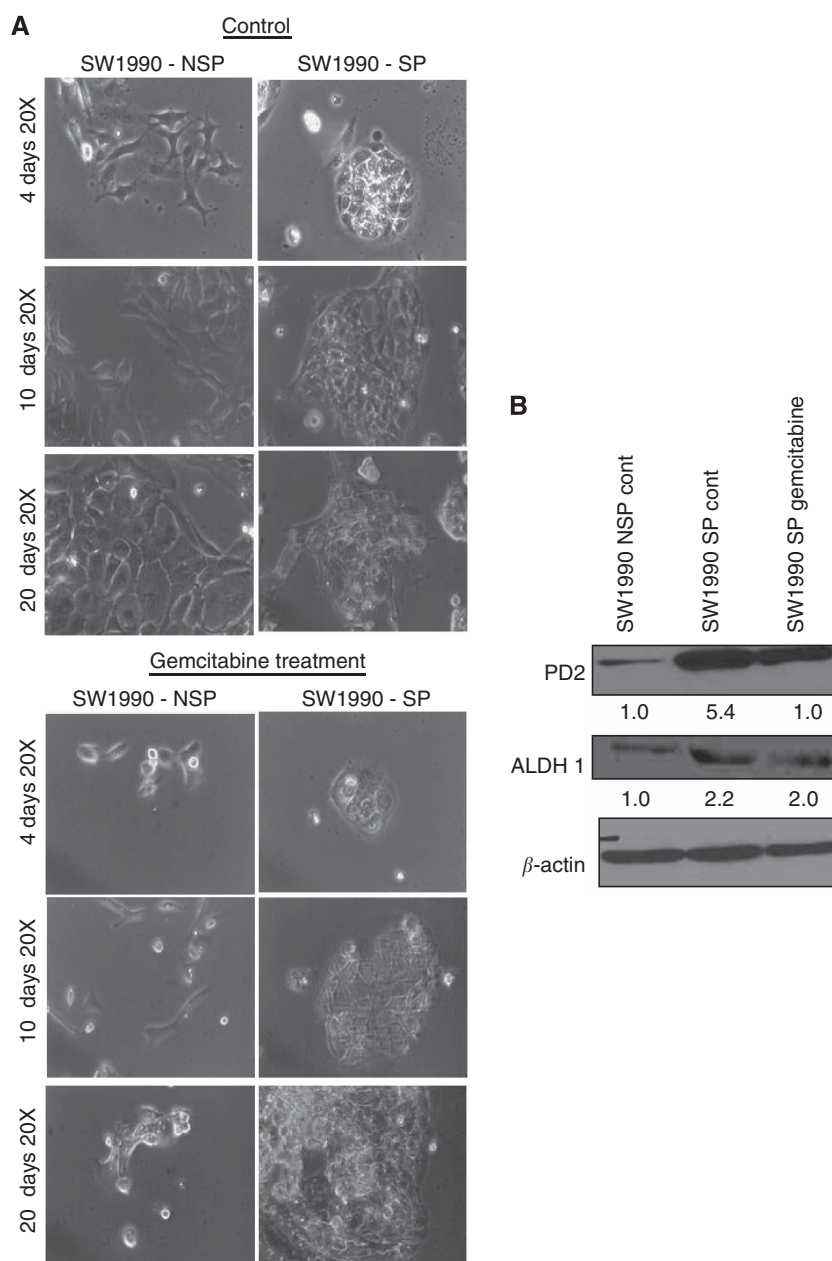 A
Control
SW1990 - NSP
SW1990 - SP
4 days 20X
10 days 20X
20 days 20X
Gemcitabine treatment
SW1990 - NSP
SW1990 - SP
4 days 20X
10 days 20X
20 days 20X
B
SW1990 NSP cont
SW1990 SP cont
SW1990 SP gemcitabine
PD2
1.0 5.4 1.0
ALDH 1
1.0 2.2 2.0
β-actin